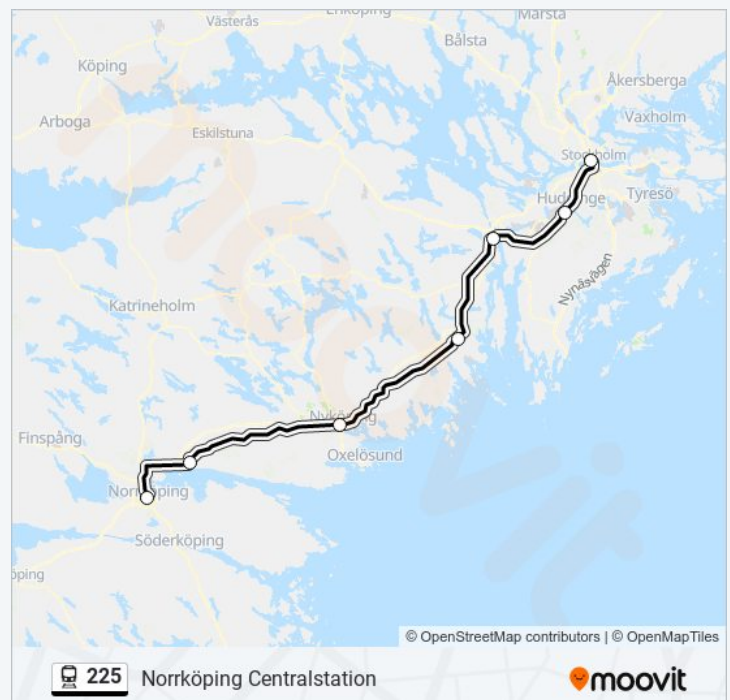 Enköping
Märsta
Västerås
Bålsta
Köping
Åkersberga
Arboga
Vaxholm
Eskilstuna
Stockholm
Huddinge
Tyresö
Nynäsvägen
Katrineholm
Nyköping
Finspång
Oxelösund
Norrköping
Söderköping
öping
© OpenStreetMap contributors | © OpenMapTiles
225 Norrköping Centralstation moovit